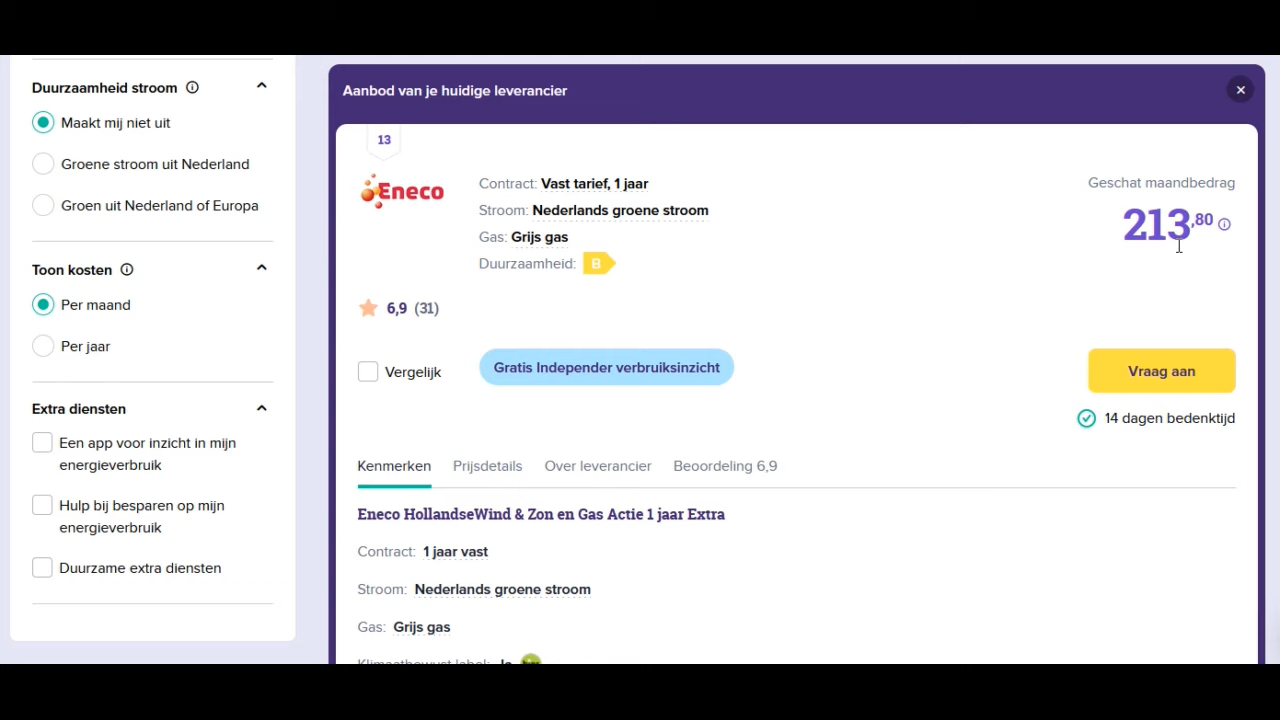 Duurzaamheid stroom
Maakt mij niet uit
Groene stroom uit Nederland
Groen uit Nederland of Europa
Toon kosten
Per maand
Per jaar
Extra diensten
Een app voor inzicht in mijn
energieverbruik
Hulp bij besparen op mijn
energieverbruik
Duurzame extra diensten
Aanbod van je huidige leverancier
13
Eneco
Contract: Vast tarief, 1 jaar
Stroom: Nederlands groene stroom
Gas: Grijs gas
Duurzaamheid: B
Geschat maandbedrag
213,80
6,9 (31)
Vergelijk
Gratis Independer verbruiksinzicht
Vraag aan
14 dagen bedenktijd
Kenmerken Prijsdetails Over leverancier Beoordeling 6,9
Eneco HollandseWind & Zon en Gas Actie 1 jaar Extra
Contract: 1 jaar vast
Stroom: Nederlands groene stroom
Gas: Grijs gas
Klimaatbewust label: Ja